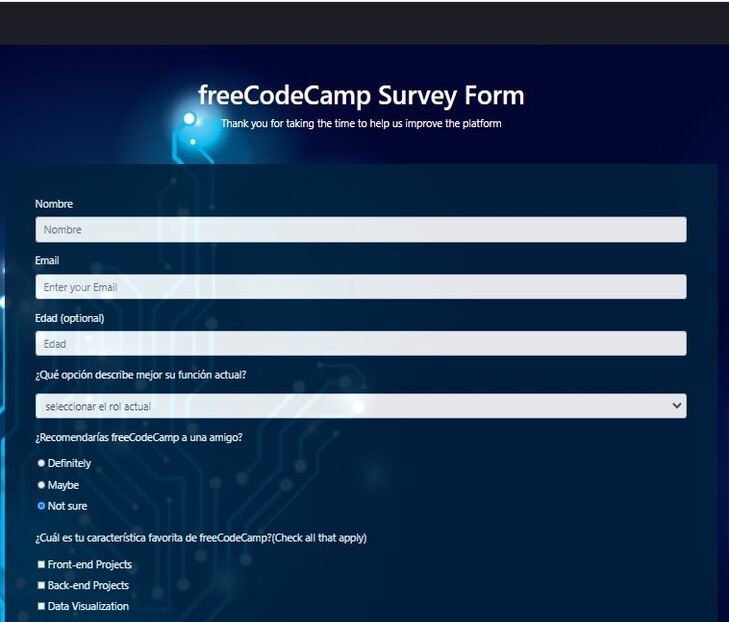 freeCodeCamp Survey Form
Thank you for taking the time to help us improve the platform
Nombre
Nombre
Email
Enter your Email
Edad (optional)
Edad
¿Qué opción describe mejor su función actual?
seleccionar el rol actual
¿Recomendarías freeCodeCamp a una amigo?
Definitely
Maybe
Not sure
¿Cuál es tu característica favorita de freeCodeCamp?(Check all that apply)
Front-end Projects
Back-end Projects
Data Visualization